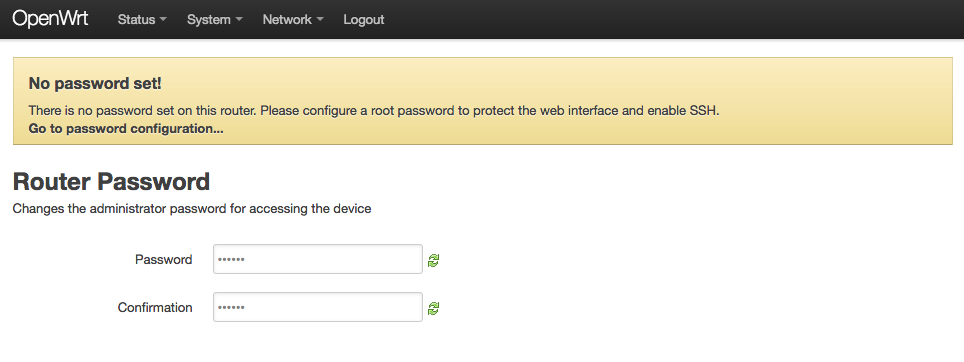 OpenWrt Status System Network Logout
No password set!
There is no password set on this router. Please configure a root password to protect the web interface and enable SSH.
Go to password configuration...
Router Password
Changes the administrator password for accessing the device
Password ••••••
Confirmation ••••••